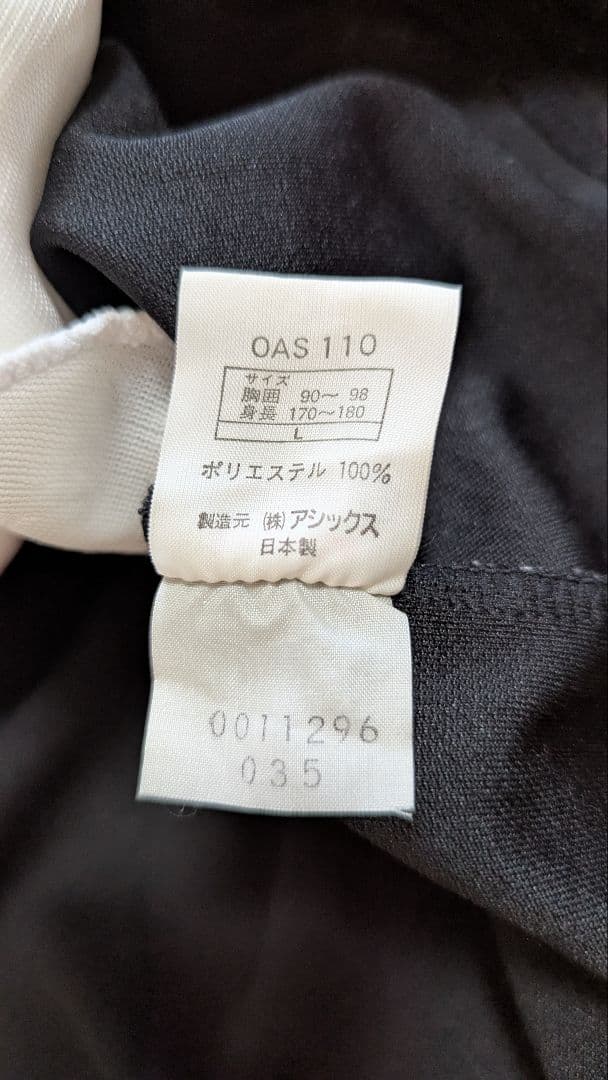 OAS 110
サイズ
胸囲 90～ 98
身長 170～180
L
ポリエステル 100%
製造元 (株)アシックス
日本製
0011296
035